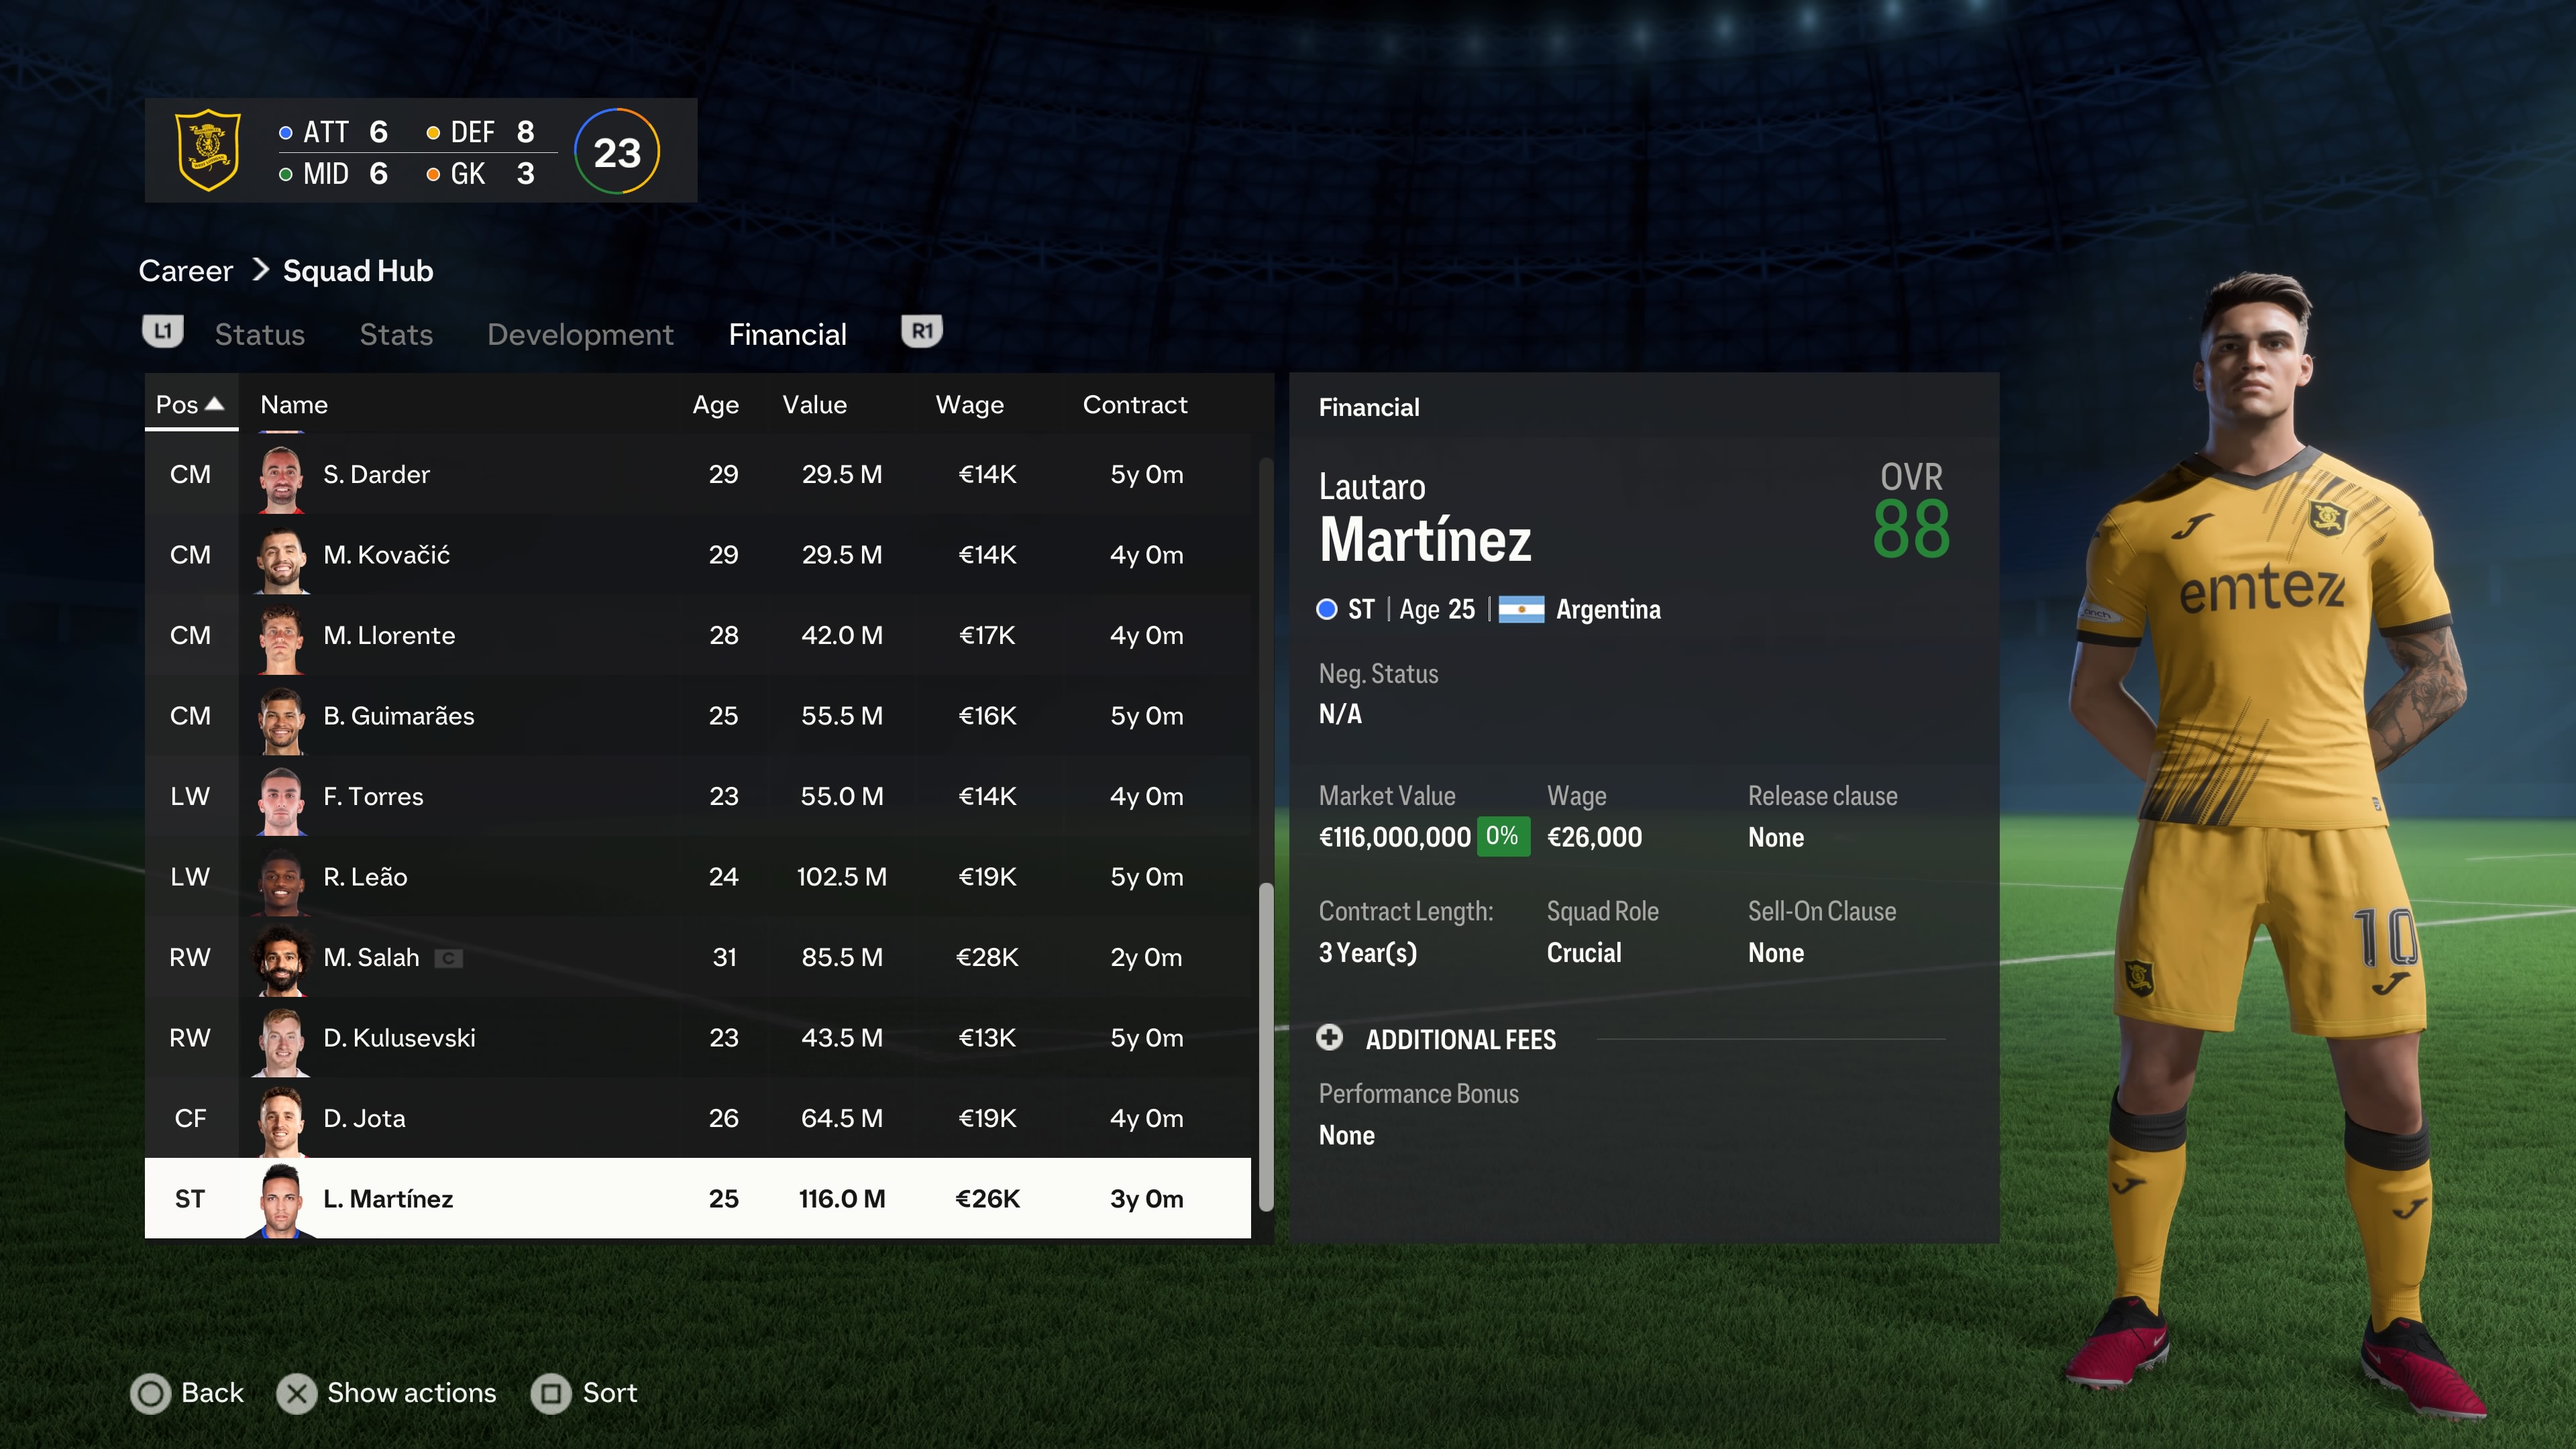 ATT 6 DEF 8
MID 6 GK 3
23
Career > Squad Hub
L1 Status Stats Development Financial R1
Pos Name Age Value Wage Contract
CM S. Darder 29 29.5 M €14K 5y 0m
CM M. Kovačić 29 29.5 M €14K 4y 0m
CM M. Llorente 28 42.0 M €17K 4y 0m
CM B. Guimarães 25 55.5 M €16K 5y 0m
LW F. Torres 23 55.0 M €14K 4y 0m
LW R. Leão 24 102.5 M €19K 5y 0m
RW M. Salah C 31 85.5 M €28K 2y 0m
RW D. Kulusevski 23 43.5 M €13K 5y 0m
CF D. Jota 26 64.5 M €19K 4y 0m
ST L. Martínez 25 116.0 M €26K 3y 0m
Financial
Lautaro
Martínez
OVR
88
ST | Age 25 | Argentina
Neg. Status
N/A
Market Value Wage Release clause
€116,000,000 0% €26,000 None
Contract Length: Squad Role Sell-On Clause
3 Year(s) Crucial None
ADDITIONAL FEES
Performance Bonus
None
emtez
10
Back Show actions Sort